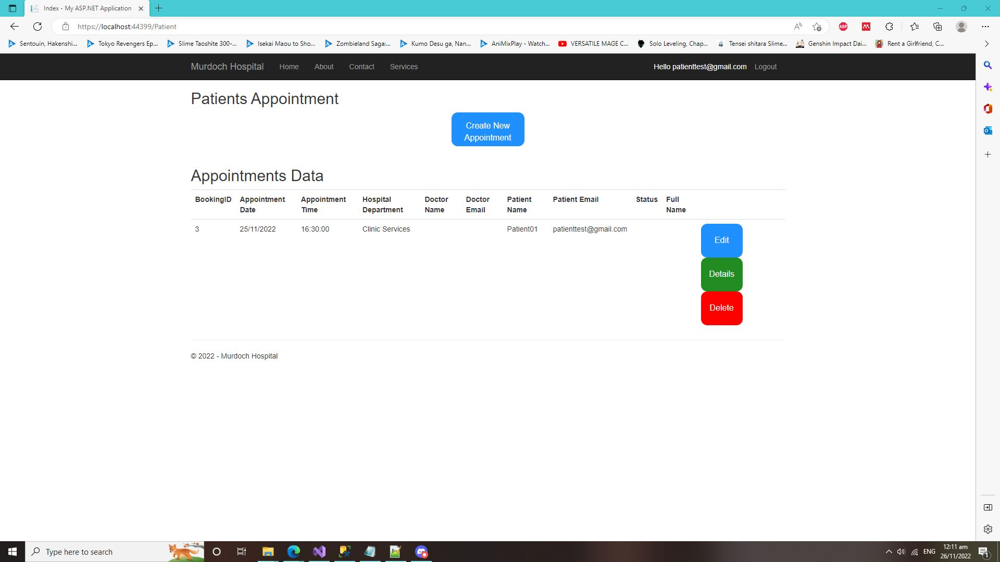 Index - My ASP.NET Application
https://localhost:44399/Patient
ABP
Sentouin, Hakenshi...
Tokyo Revengers Ep...
Slime Taoshite 300-...
Isekai Maou to Sho...
Zombieland Saga:...
Kumo Desu ga, Nan...
AniMixPlay - Watch...
VERSATILE MAGE C...
Solo Leveling, Chap...
Tensei shitara Slime...
Genshin Impact Dai...
Rent a Girlfriend, C...
Murdoch Hospital Home About Contact Services Hello patienttest@gmail.com Logout
Patients Appointment
Create New
Appointment
Appointments Data
BookingID Appointment Date Appointment Time Hospital Department Doctor Name Doctor Email Patient Name Patient Email Status Full Name
3 25/11/2022 16:30:00 Clinic Services Patient01 patienttest@gmail.com
Edit
Details
Delete
© 2022 - Murdoch Hospital
Type here to search
ENG
12:11 am
26/11/2022
1